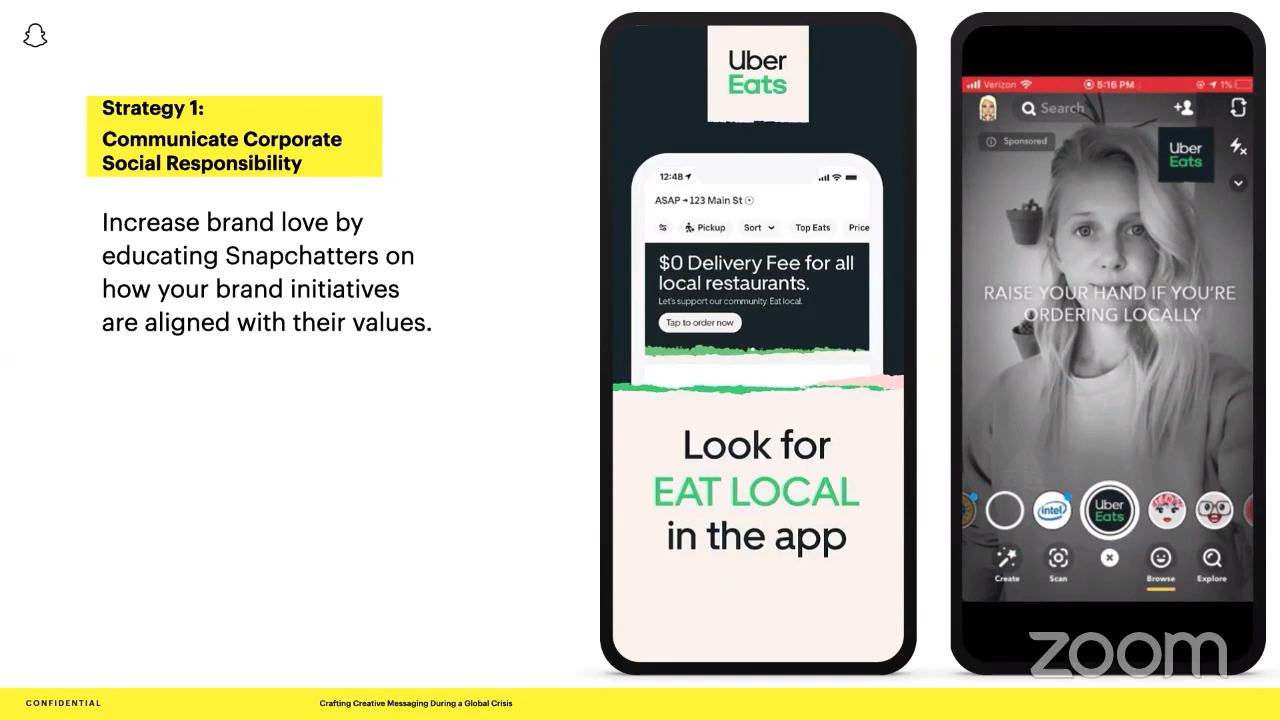 Strategy 1:
Communicate Corporate
Social Responsibility
Increase brand love by
educating Snapchatters on
how your brand initiatives
are aligned with their values.
Uber
Eats
12:48
ASAP → 123 Main St
Pickup Sort Top Eats Price
$0 Delivery Fee for all
local restaurants.
Let's support our community. Eat local.
Tap to order now
Look for
EAT LOCAL
in the app
Verizon 5:16 PM 1%
Search
Sponsored
Uber
Eats
RAISE YOUR HAND IF YOU'RE
ORDERING LOCALLY
intel
Uber
Eats
Create Scan Browse Explore
zoom
CONFIDENTIAL Crafting Creative Messaging During a Global Crisis